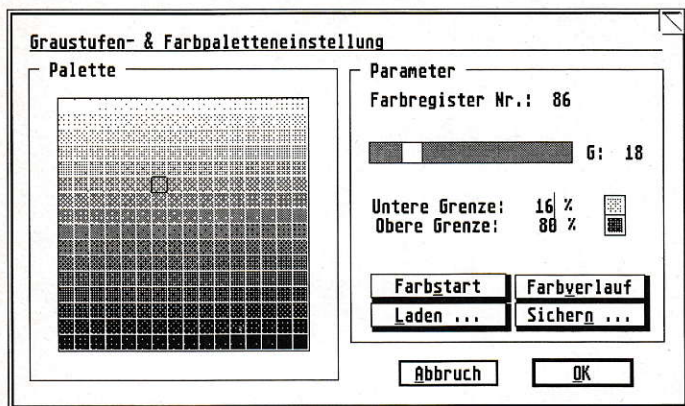 Graustufen- & Farbpaletteneinstellung
Palette
Parameter
Farbregister Nr.: 86
G: 18
Untere Grenze: 16 %
Obere Grenze: 80 %
Farbstart
Farbverlauf
Laden ...
Sichern ...
Abbruch
OK